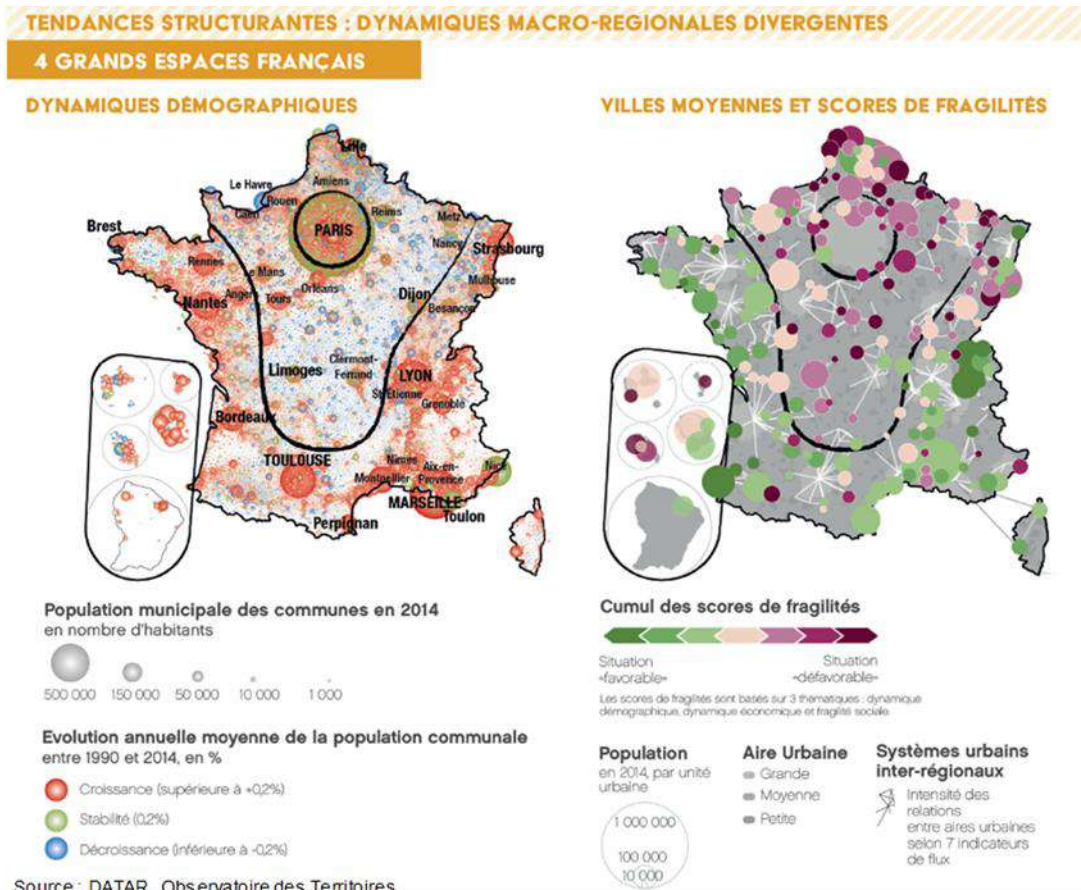 TENDANCES STRUCTURANTES : DYNAMIQUES MACRO-REGIONALES DIVERGENTES
4 GRANDS ESPACES FRANÇAIS
DYNAMIQUES DÉMOGRAPHIQUES
Lille
Le Havre
Amiens
Rouen
Caen
Reims
Metz
Brest
PARIS
Nancy
Strasbourg
Rennes
Le Mans
Mulhouse
Orléans
Nantes
Anger
Tours
Dijon
Besançon
Limoges
Clermont-
Ferrand
LYON
St-Étienne
Grenoble
Bordeaux
TOULOUSE
Nîmes
Aix-en-
Provence
Nice
Montpellier
MARSEILLE
Perpignan
Toulon
Population municipale des communes en 2014
en nombre d'habitants
500 000 150 000 50 000 10 000 1 000
Evolution annuelle moyenne de la population communale
entre 1990 et 2014, en %
Croissance (supérieure à +0,2%)
Stabilité (0,2%)
Décroissance (inférieure à -0,2%)
VILLES MOYENNES ET SCORES DE FRAGILITÉS
Cumul des scores de fragilités
Situation
«favorable»
Situation
«défavorable»
Les scores de fragilités sont basés sur 3 thématiques : dynamique
démographique, dynamique économique et fragilité sociale
Population
en 2014, par unité
urbaine
1 000 000
100 000
10 000
Aire Urbaine
Grande
Moyenne
Petite
Systèmes urbains
inter-régionaux
Intensité des
relations
entre aires urbaines
selon 7 indicateurs
de flux
Source : DATAR, Observatoire des Territoires